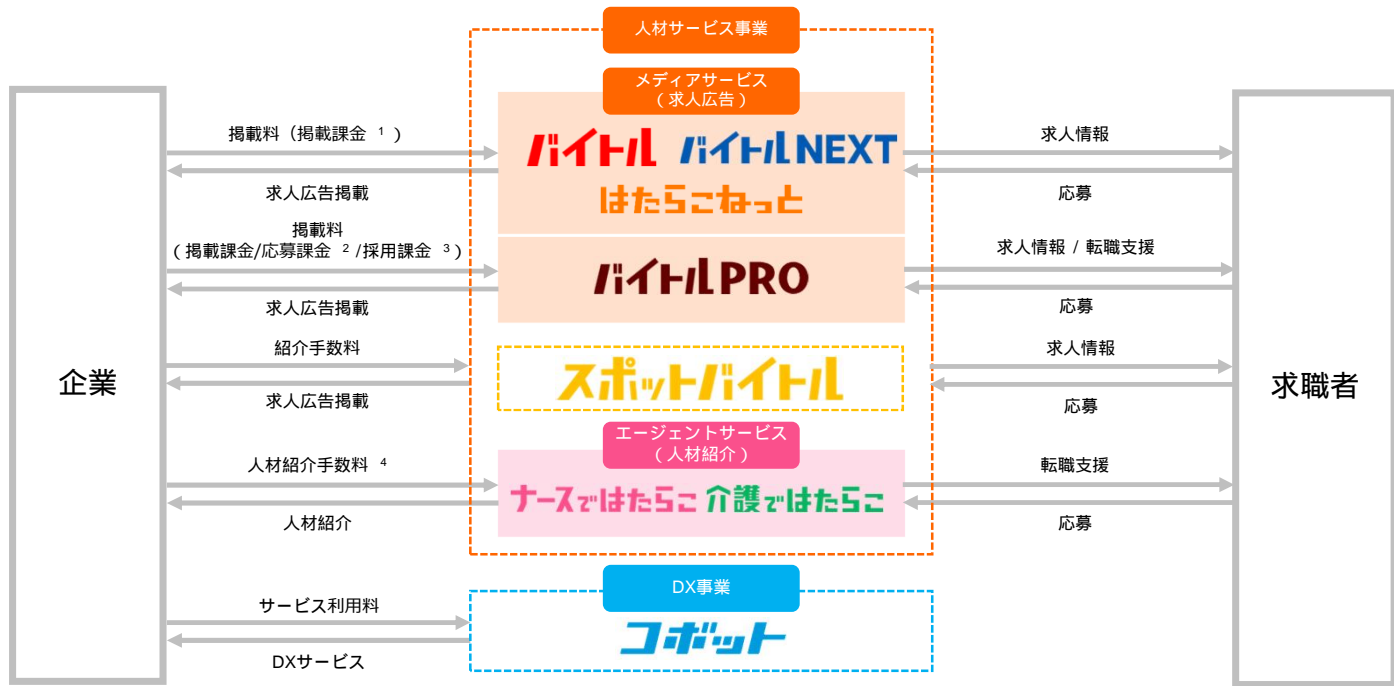 人材サービス事業
メディアサービス
(求人広告)
企業
掲載料(掲載課金 1 )
求人広告掲載
掲載料
(掲載課金/応募課金 2 /採用課金 3 )
求人広告掲載
紹介手数料
求人広告掲載
人材紹介手数料 4
人材紹介
サービス利用料
DXサービス
バイトル バイトルNEXT
はたらこねっと
バイトルPRO
スポットバイトル
エージェントサービス
(人材紹介)
ナースではたらこ 介護ではたらこ
DX事業
コボット
求人情報
応募
求人情報 / 転職支援
応募
求人情報
応募
転職支援
応募
求職者